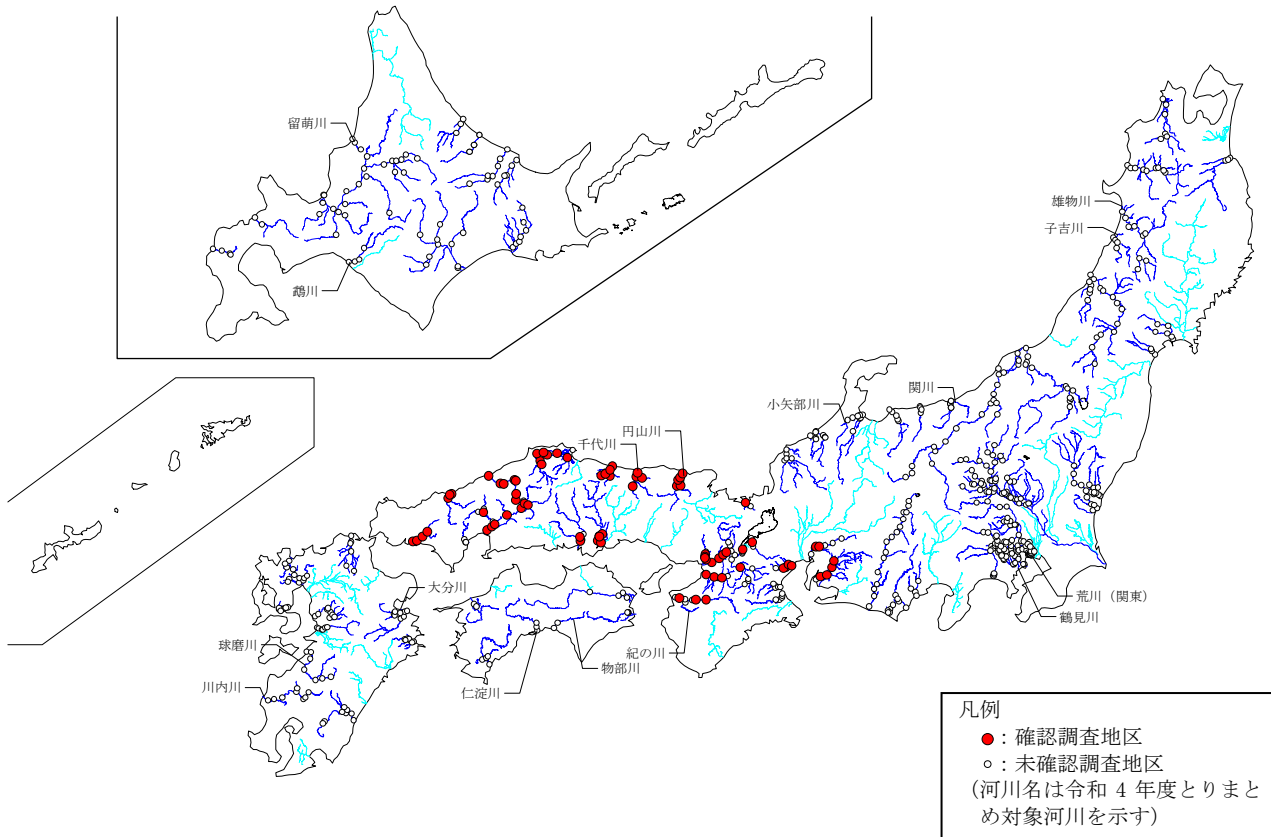 留萌川
鵡川
雄物川
子吉川
関川
小矢部川
円山川
千代川
大分川
球磨川
川内川
仁淀川
物部川
紀の川
荒川（関東）
鶴見川
凡例
●：確認調査地区
○：未確認調査地区
（河川名は令和 4 年度とりまと
め対象河川を示す）